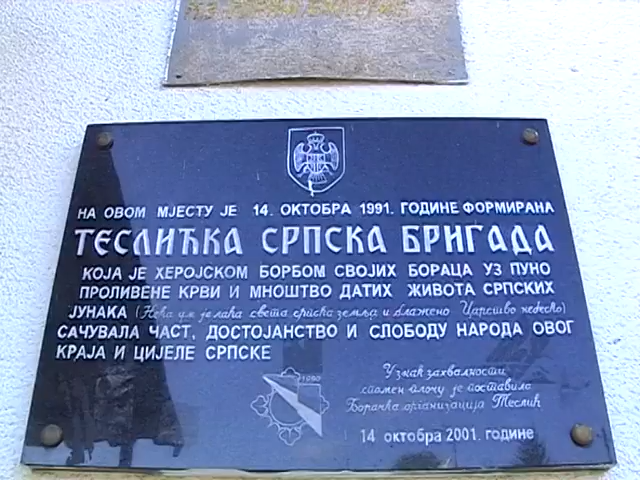 НА ОВОМ МЈЕСТУ ЈЕ 14. ОКТОБРА 1991. ГОДИНЕ ФОРМИРАНА
ТЕСЛИЋКА СРПСКА БРИГАДА
КОЈА ЈЕ ХЕРОЈСКОМ БОРБОМ СВОЈИХ БОРАЦА УЗ ПУНО
ПРОЛИВЕНЕ КРВИ И МНОШТВО ДАТИХ ЖИВОТА СРПСКИХ
ЈУНАКА (Нека им је лака света српска земља и блажено Царство небеско)
САЧУВАЛА ЧАСТ, ДОСТОЈАНСТВО И СЛОБОДУ НАРОДА ОВОГ
КРАЈА И ЦИЈЕЛЕ СРПСКЕ
У знак захвалности
спомен плочу је поставила
Борачка организација Теслић
14 октобра 2001. године